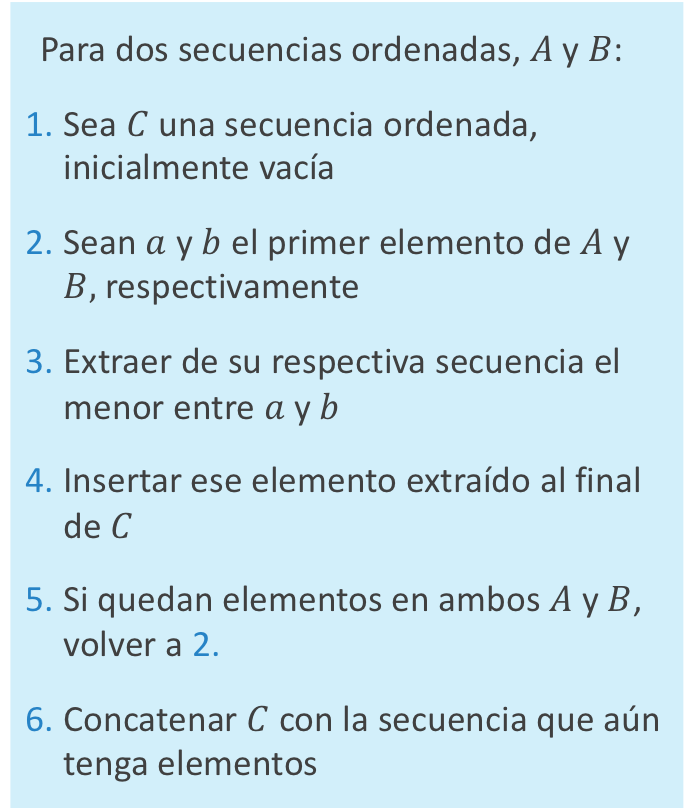 Para dos secuencias ordenadas, A y B:
1. Sea C una secuencia ordenada,
inicialmente vacía
2. Sean a y b el primer elemento de A y
B, respectivamente
3. Extraer de su respectiva secuencia el
menor entre a y b
4. Insertar ese elemento extraído al final
de C
5. Si quedan elementos en ambos A y B,
volver a 2.
6. Concatenar C con la secuencia que aún
tenga elementos